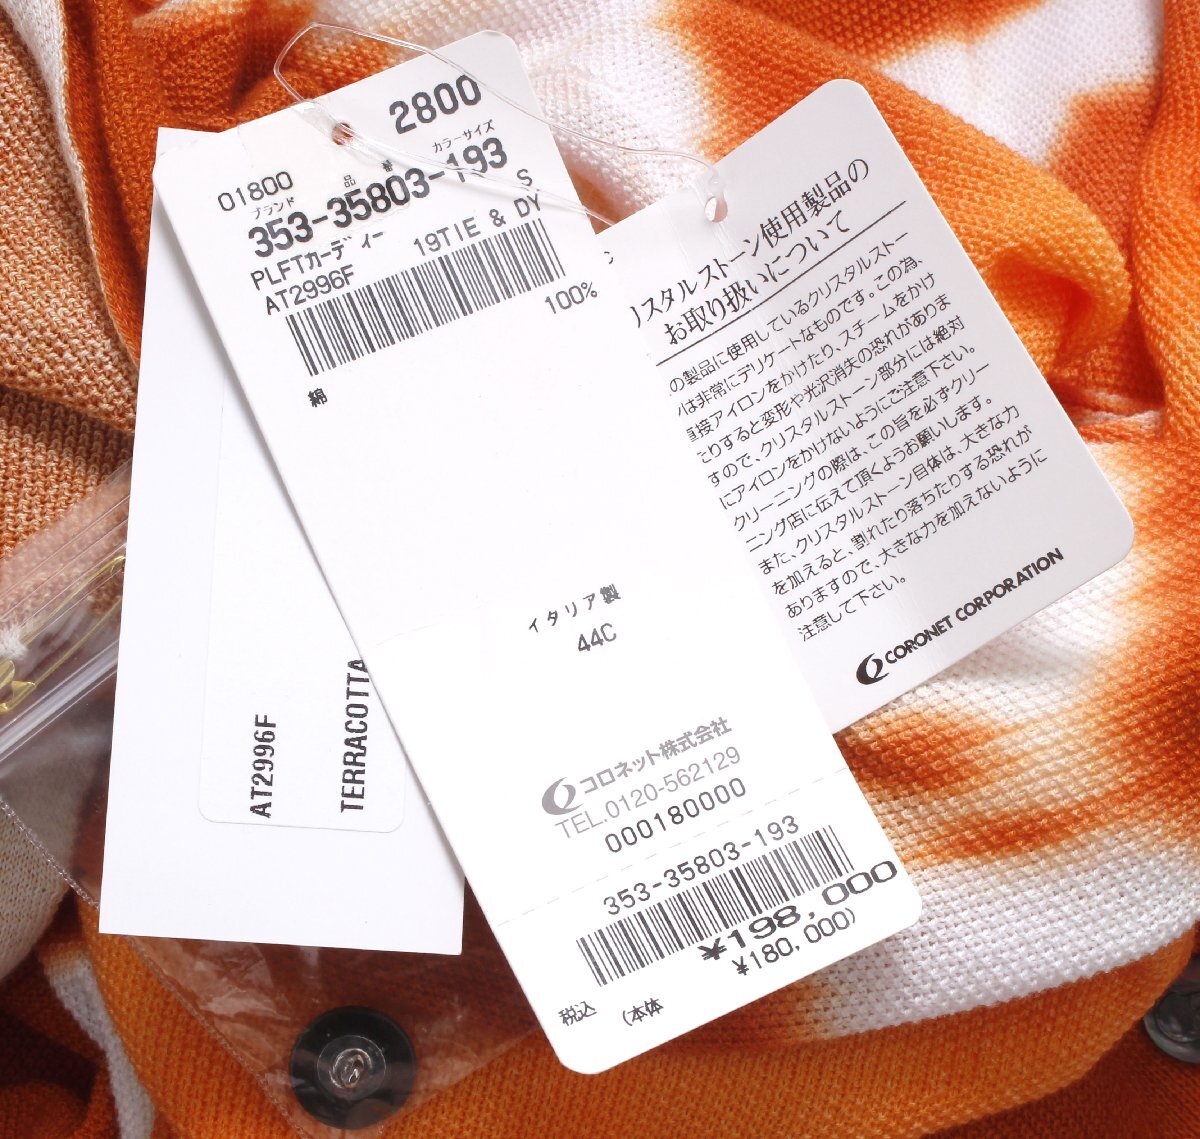 2800
01800
ブランド
品番
カラーサイズ
353-35803-193
PLFTカーディー
S
AT2996F
19TIE & DY
100%
綿
イタリア製
44C
コロネット株式会社
TEL.0120-562129
000180000
353-35803-193
¥198,000
¥180,000)
税込
(本体
AT2996F
TERRACOTTA
リスタルストーン使用製品の
お取り扱いについて
の製品に使用しているクリスタルストー
は非常にデリケートなものです。この為、
直接アイロンをかけたり、スチームをかけ
たりすると変形や光沢消失の恐れがありま
すので、クリスタルストーン部分には絶対
にアイロンをかけないようにご注意下さい。
クリーニングの際は、この旨を必ずクリー
ニング店に伝えて頂くようお願いします。
また、クリスタルストーン自体は、大きな力
を加えると、割れたり落ちたりする恐れが
ありますので、大きな力を加えないように
注意して下さい。
CORONET CORPORATION